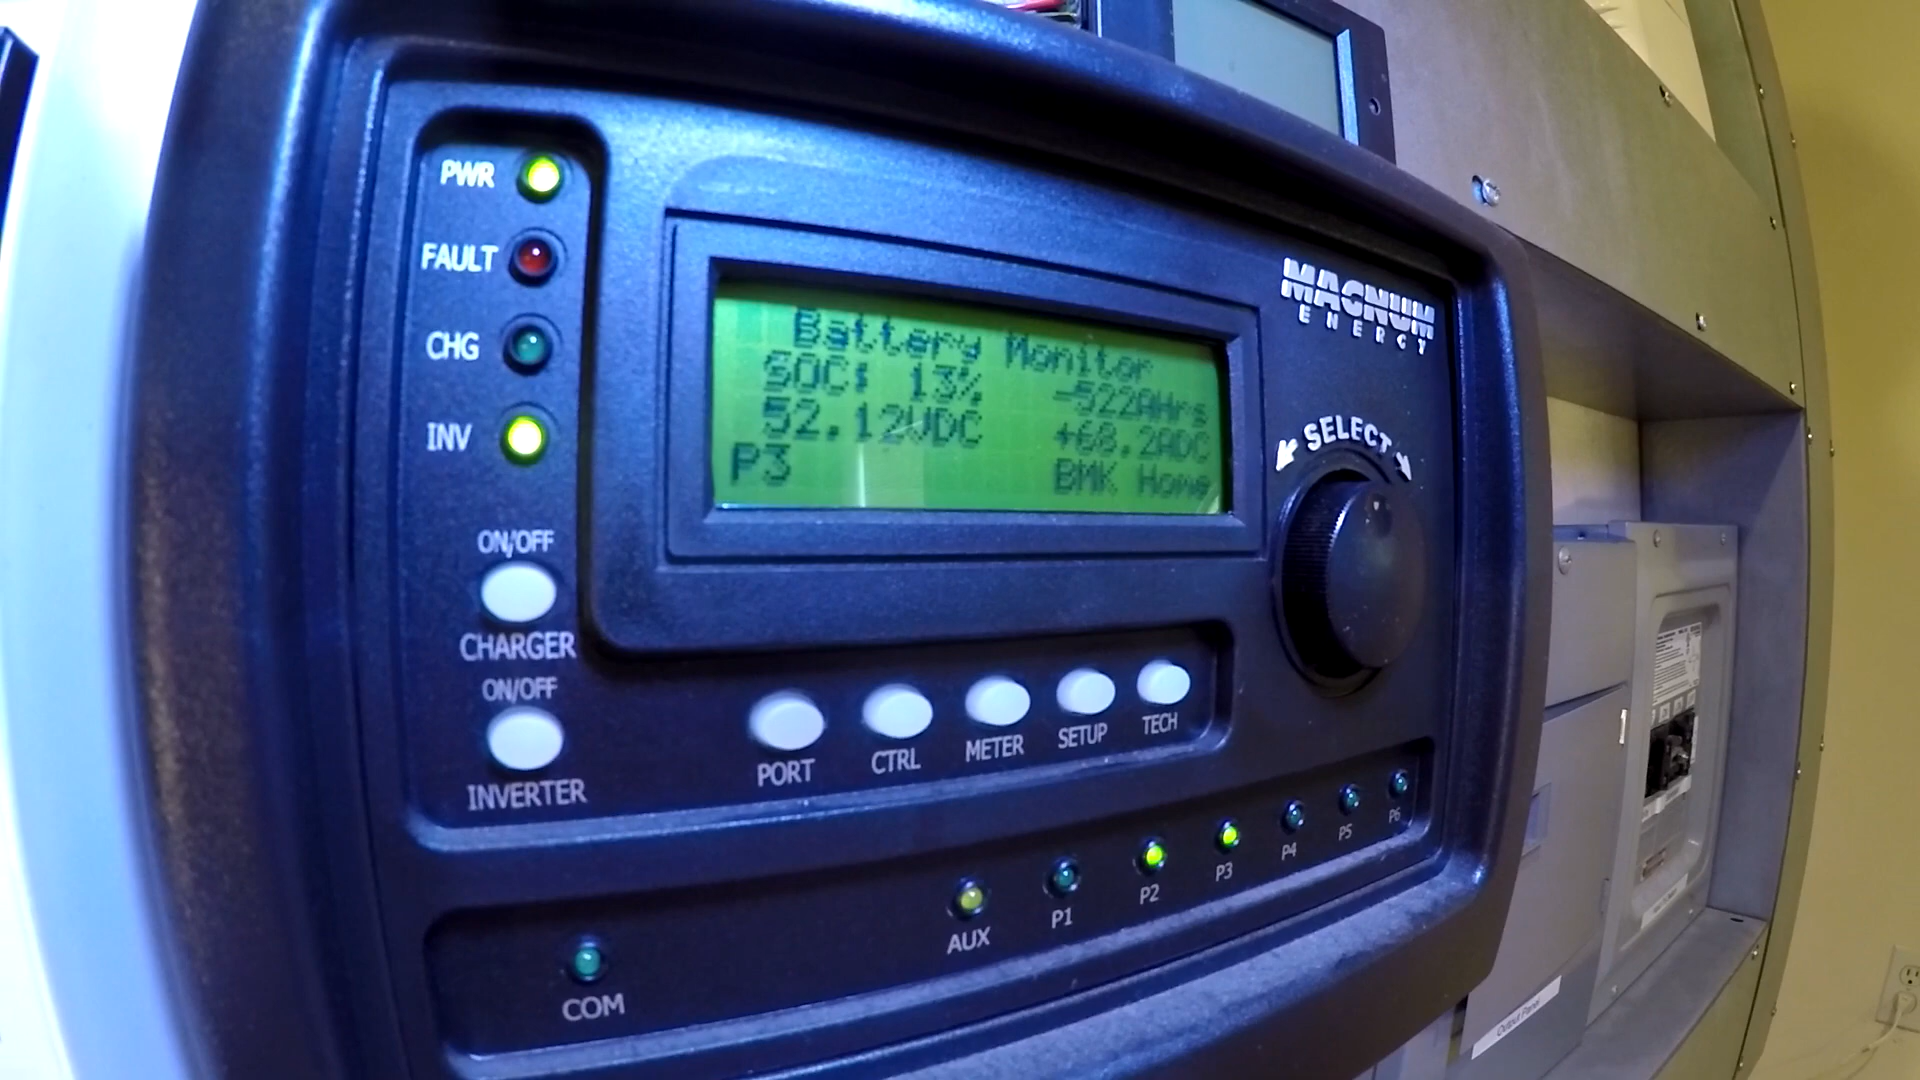 PWR
FAULT
CHG
INV
ON/OFF
CHARGER
ON/OFF
INVERTER
Battery Monitor
SOC: 13% -522AHrs
52.12VDC +68.2ADC
P3 BMK Home
MAGNUM
ENERGY
SELECT
PORT
CTRL
METER
SETUP
TECH
COM
AUX
P1
P2
P3
P4
P5
P6
Output Panel